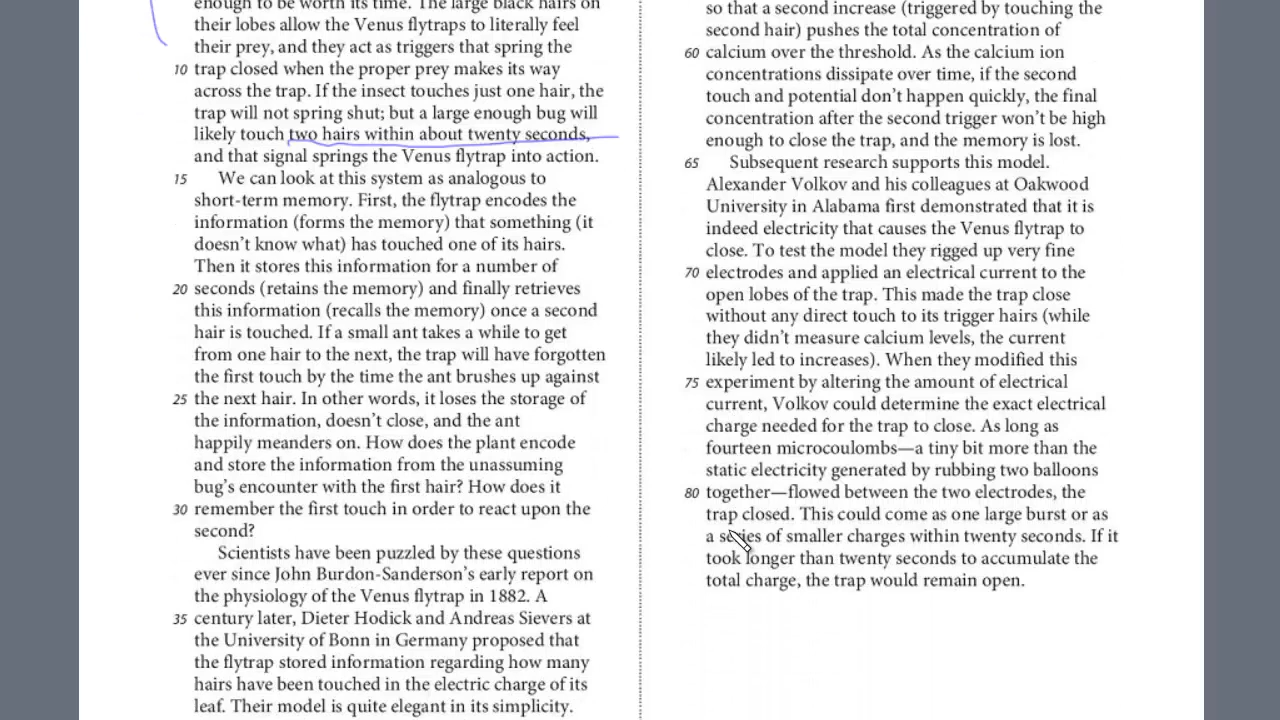 enough to be worth its time. The large black hairs on
their lobes allow the Venus flytraps to literally feel
their prey, and they act as triggers that spring the
10 trap closed when the proper prey makes its way
across the trap. If the insect touches just one hair, the
trap will not spring shut; but a large enough bug will
likely touch two hairs within about twenty seconds,
and that signal springs the Venus flytrap into action.
15 We can look at this system as analogous to
short-term memory. First, the flytrap encodes the
information (forms the memory) that something (it
doesn't know what) has touched one of its hairs.
Then it stores this information for a number of
20 seconds (retains the memory) and finally retrieves
this information (recalls the memory) once a second
hair is touched. If a small ant takes a while to get
from one hair to the next, the trap will have forgotten
the first touch by the time the ant brushes up against
25 the next hair. In other words, it loses the storage of
the information, doesn't close, and the ant
happily meanders on. How does the plant encode
and store the information from the unassuming
bug's encounter with the first hair? How does it
30 remember the first touch in order to react upon the
second?
Scientists have been puzzled by these questions
ever since John Burdon-Sanderson's early report on
the physiology of the Venus flytrap in 1882. A
35 century later, Dieter Hodick and Andreas Sievers at
the University of Bonn in Germany proposed that
the flytrap stored information regarding how many
hairs have been touched in the electric charge of its
leaf. Their model is quite elegant in its simplicity.
so that a second increase (triggered by touching the
second hair) pushes the total concentration of
60 calcium over the threshold. As the calcium ion
concentrations dissipate over time, if the second
touch and potential don't happen quickly, the final
concentration after the second trigger won't be high
enough to close the trap, and the memory is lost.
65 Subsequent research supports this model.
Alexander Volkov and his colleagues at Oakwood
University in Alabama first demonstrated that it is
indeed electricity that causes the Venus flytrap to
close. To test the model they rigged up very fine
70 electrodes and applied an electrical current to the
open lobes of the trap. This made the trap close
without any direct touch to its trigger hairs (while
they didn't measure calcium levels, the current
likely led to increases). When they modified this
75 experiment by altering the amount of electrical
current, Volkov could determine the exact electrical
charge needed for the trap to close. As long as
fourteen microcoulombs—a tiny bit more than the
static electricity generated by rubbing two balloons
80 together—flowed between the two electrodes, the
trap closed. This could come as one large burst or as
a series of smaller charges within twenty seconds. If it
took longer than twenty seconds to accumulate the
total charge, the trap would remain open.